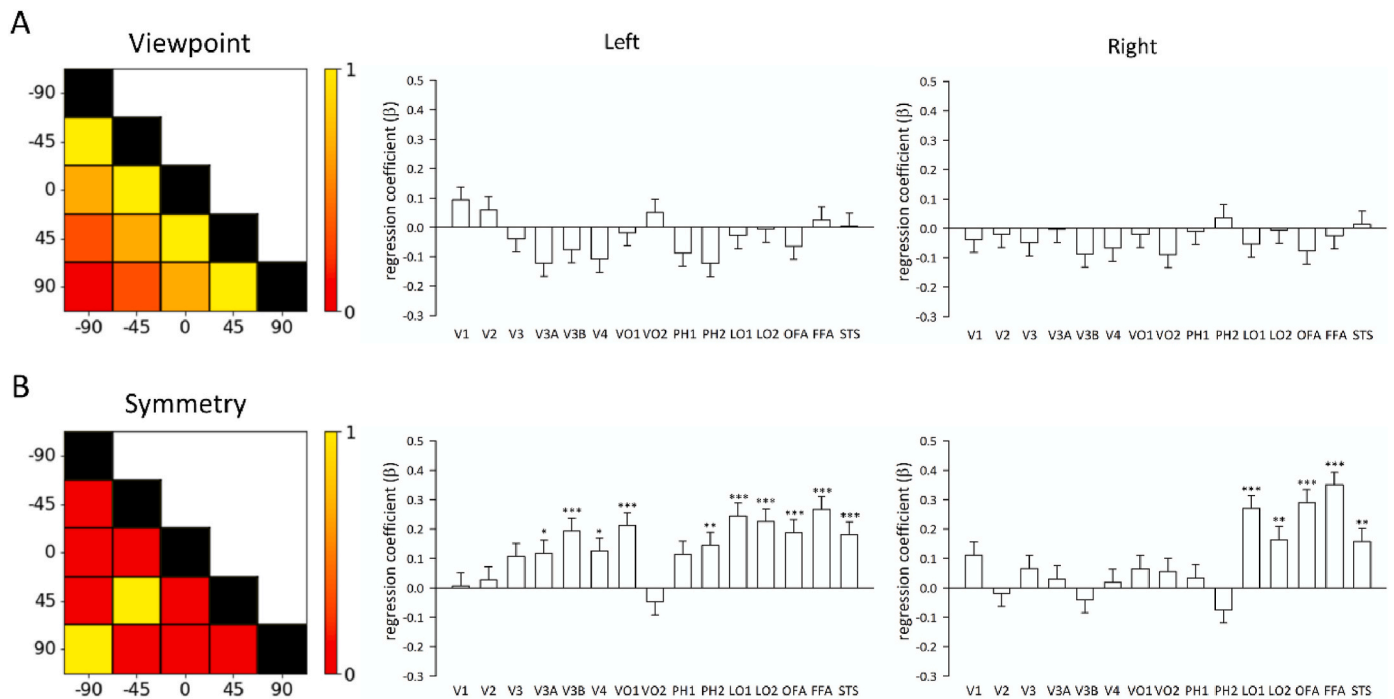 A
Viewpoint
Left
Right
-90
-45
0
45
90
-90 -45 0 45 90
1
0
regression coefficient (β)
0.5
0.4
0.3
0.2
0.1
0.0
-0.1
-0.2
-0.3
V1 V2 V3 V3A V3B V4 VO1 VO2 PH1 PH2 LO1 LO2 OFA FFA STS
regression coefficient (β)
0.5
0.4
0.3
0.2
0.1
0.0
-0.1
-0.2
-0.3
V1 V2 V3 V3A V3B V4 VO1 VO2 PH1 PH2 LO1 LO2 OFA FFA STS
B
Symmetry
-90
-45
0
45
90
-90 -45 0 45 90
1
0
regression coefficient (β)
0.5
0.4
0.3
0.2
0.1
0.0
-0.1
-0.2
-0.3
* *** * *** ** *** *** *** *** ***
V1 V2 V3 V3A V3B V4 VO1 VO2 PH1 PH2 LO1 LO2 OFA FFA STS
regression coefficient (β)
0.5
0.4
0.3
0.2
0.1
0.0
-0.1
-0.2
-0.3
*** ** *** *** **
V1 V2 V3 V3A V3B V4 VO1 VO2 PH1 PH2 LO1 LO2 OFA FFA STS